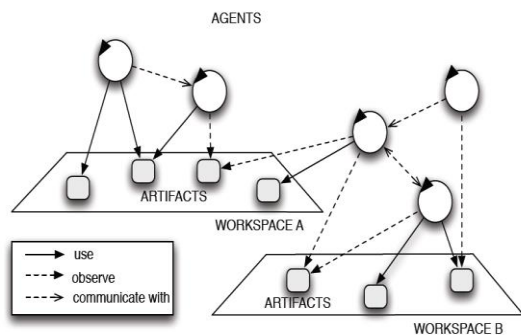 AGENTS
ARTIFACTS
WORKSPACE A
use
observe
communicate with
ARTIFACTS
WORKSPACE B